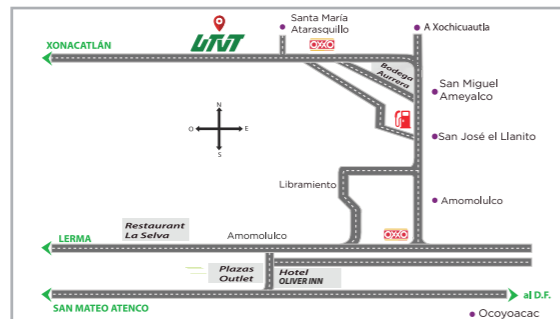 Santa María
Atarasquillo
A Xochicuautla
UTVT
OXXO
XONACATLÁN
Bodega
Aurrera
San Miguel
Ameyalco
N
O
E
S
San José el Llanito
Libramiento
Amomolulco
Restaurant
La Selva
Amomolulco
OXXO
LERMA
Plazas
Outlet
Hotel
OLIVER INN
al D.F.
SAN MATEO ATENCO
Ocoyoacac